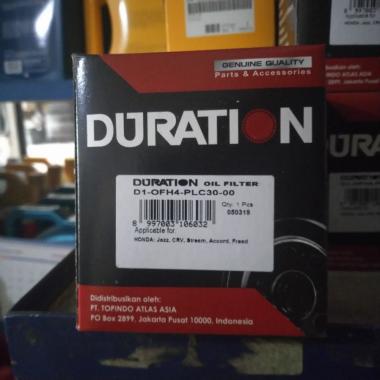 GENUINE QUALITY
Parts & Accessories
DURATION
DURATION OIL FILTER
D1-OFH4-PLC30-00
Qty. 1 Pcs
050319
8 997003 106032
Applicable for:
HONDA: Jazz, CRV, Stream, Accord, Freed
Didistribusikan oleh:
PT. TOPINDO ATLAS ASIA
PO Box 2899, Jakarta Pusat 10000, Indonesia